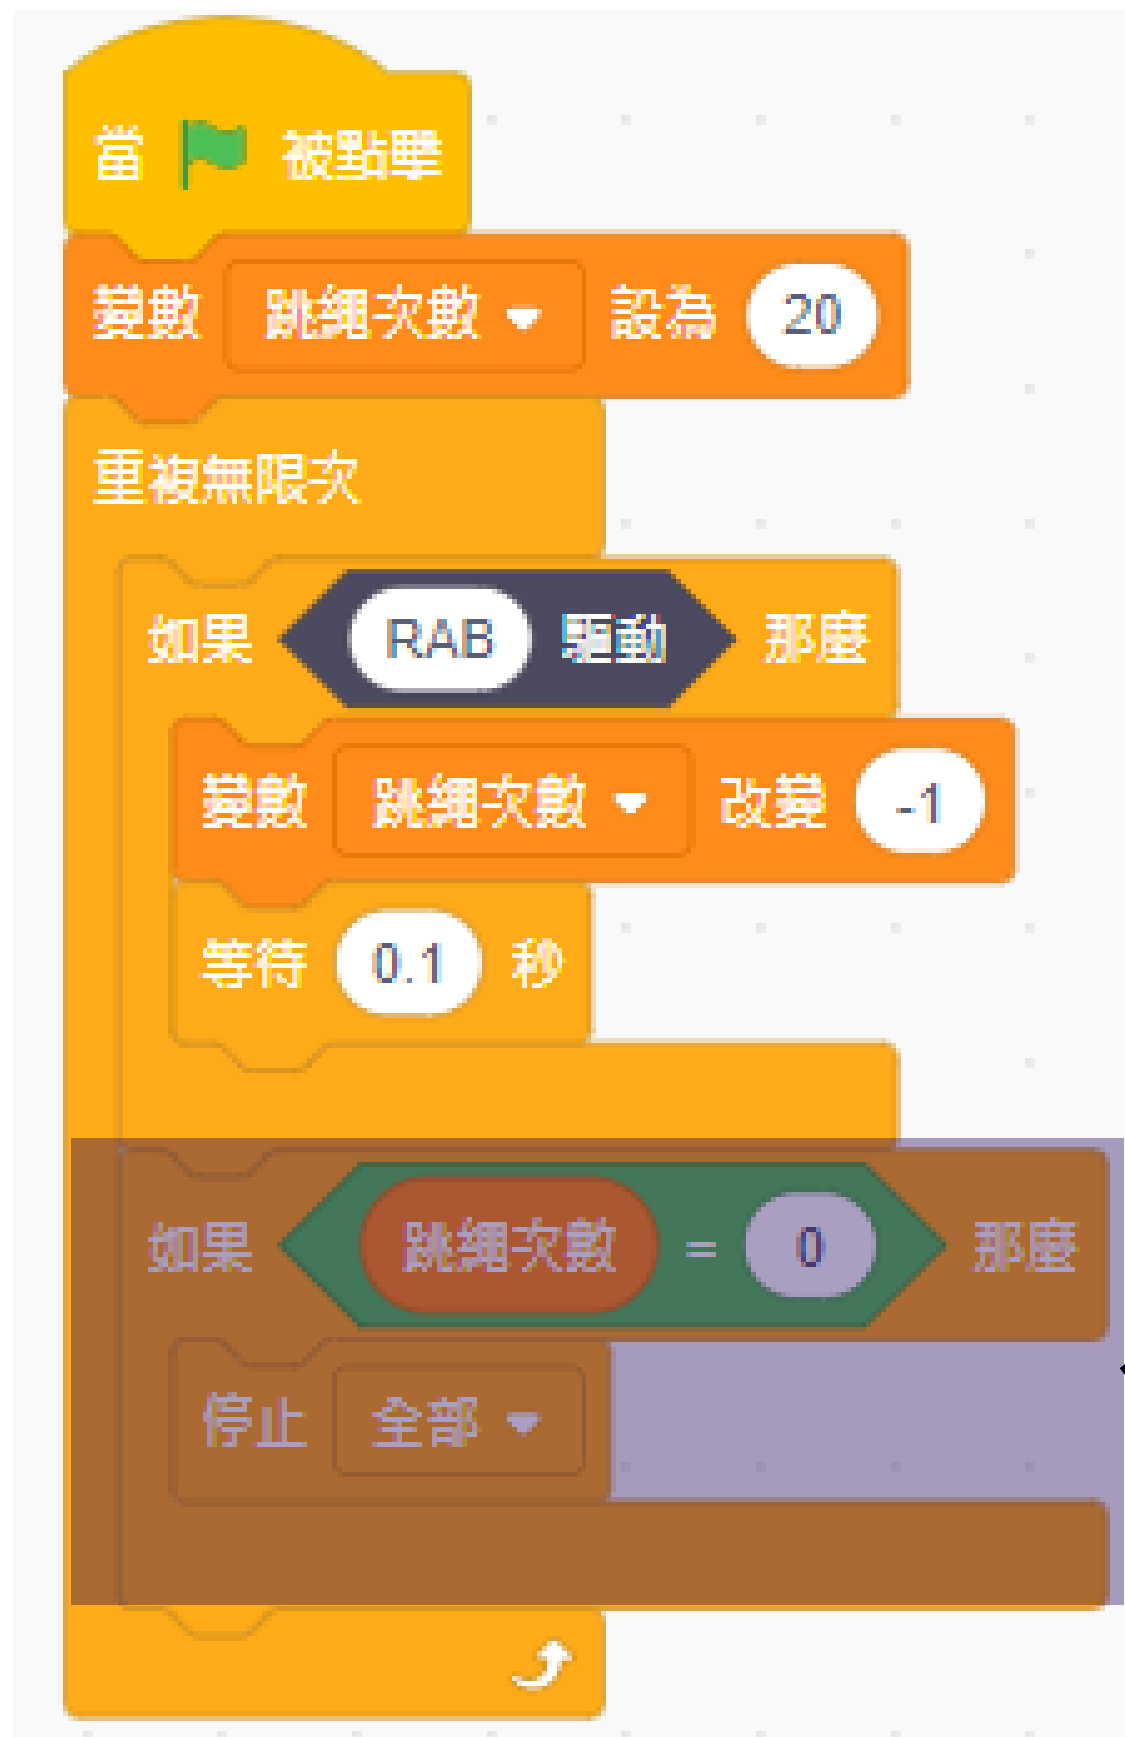 當 被點擊
變數 跳繩次數 設為 20
重複無限次
如果 RAB 驅動 那麼
變數 跳繩次數 改變 -1
等待 0.1 秒
如果 跳繩次數 = 0 那麼
停止 全部